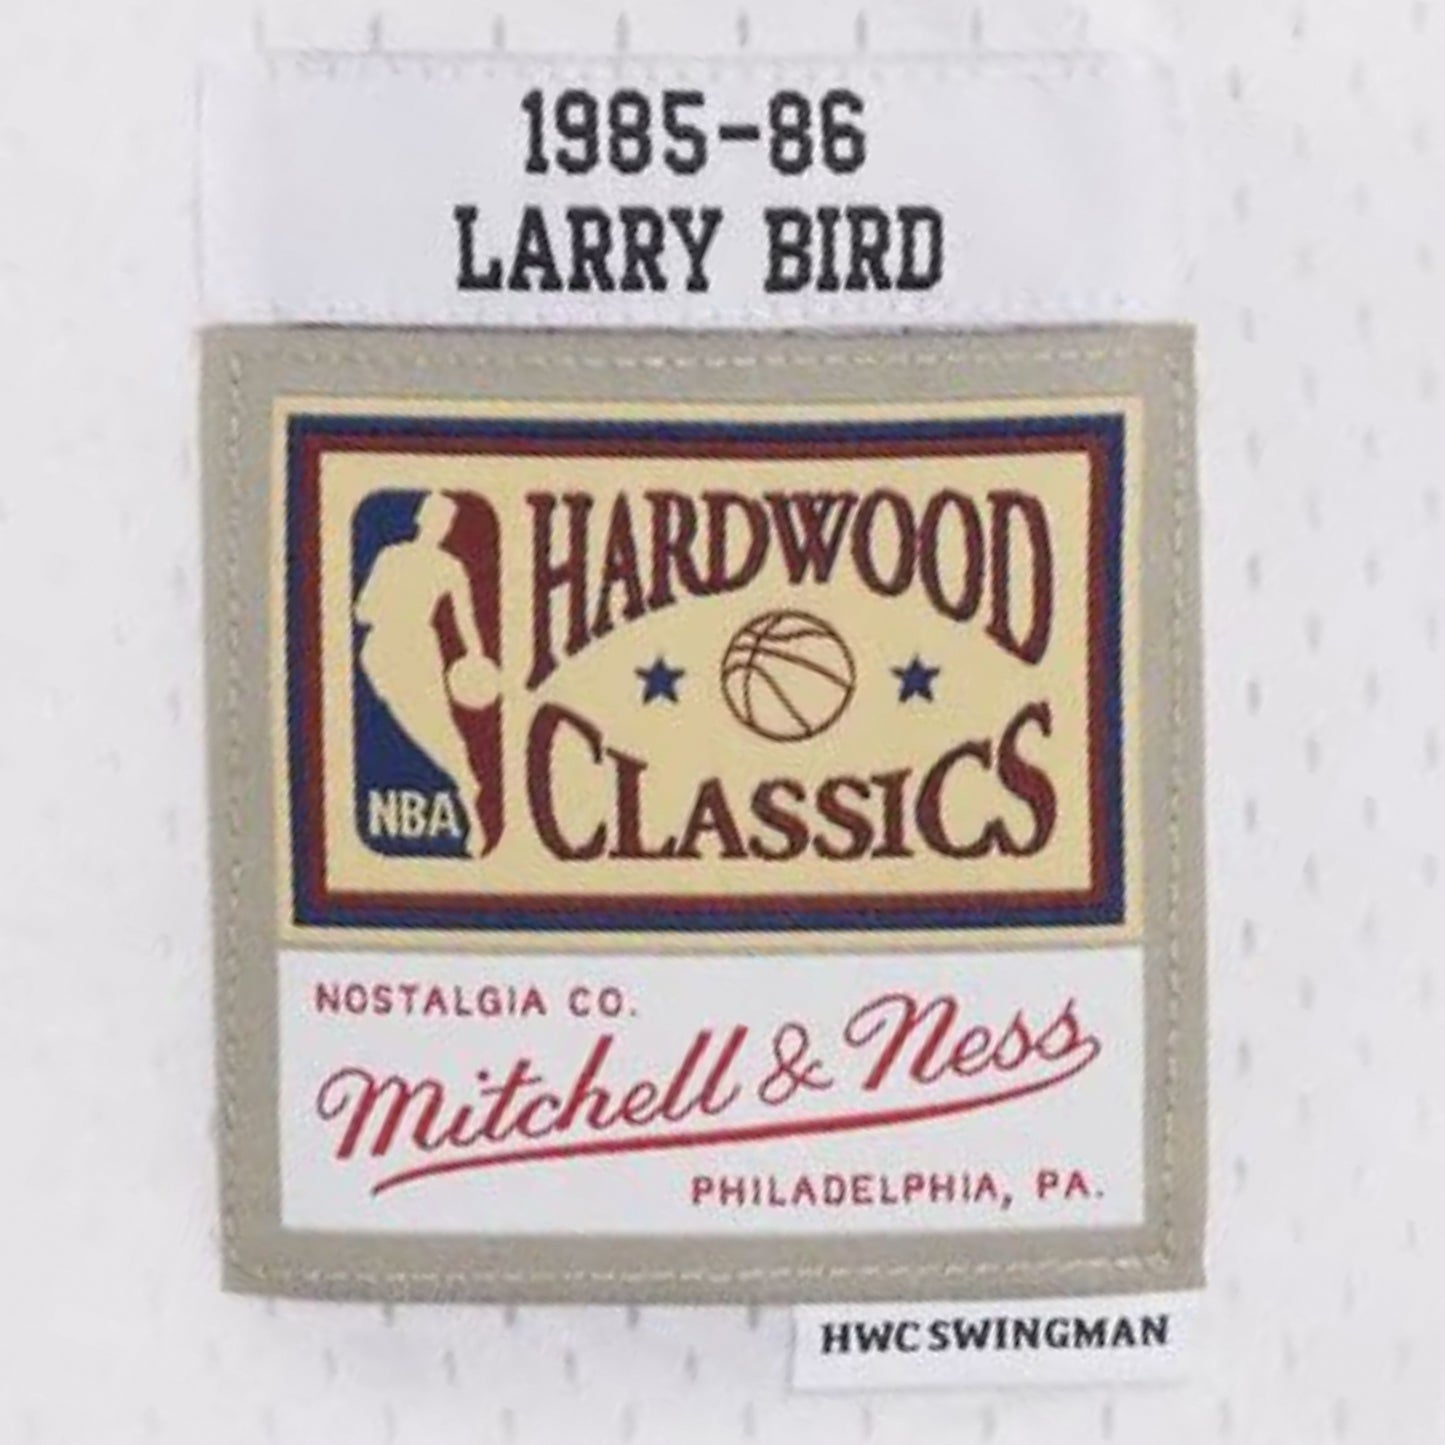 1985-86
LARRY BIRD
HARDWOOD
CLASSICS
NBA
NOSTALGIA CO.
Mitchell & Ness
PHILADELPHIA, PA.
HWC SWINGMAN